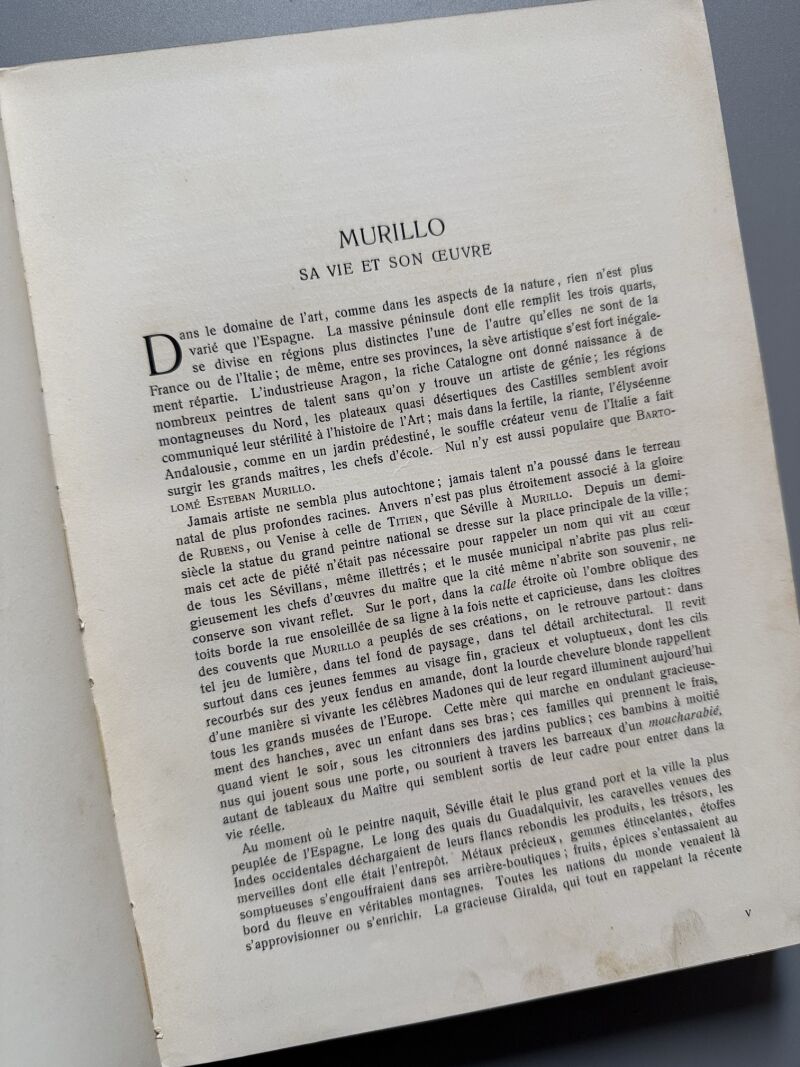 MURILLO
SA VIE ET SON ŒUVRE
Dans le domaine de l'art, comme dans les aspects de la nature, rien n'est plus
varié que l'Espagne. La massive péninsule dont elle remplit les trois quarts,
se divise en régions plus distinctes l'une de l'autre qu'elles ne sont de la
France ou de l'Italie; de même, entre ses provinces, la sève artistique s'est fort inégale-
ment répartie. L'industrieuse Aragon, la riche Catalogne ont donné naissance à de
nombreux peintres de talent sans qu'on y trouve un artiste de génie; les régions
montagneuses du Nord, les plateaux quasi désertiques des Castilles semblent avoir
communiqué leur stérilité à l'histoire de l'Art; mais dans la fertile, la riante, l'élyséenne
Andalousie, comme en un jardin prédestiné, le souffle créateur venu de l'Italie a fait
surgir les grands maîtres, les chefs d'école. Nul n'y est aussi populaire que BARTO-
LOMÉ ESTEBAN MURILLO.
Jamais artiste ne sembla plus autochtone; jamais talent n'a poussé dans le terreau
natal de plus profondes racines. Anvers n'est pas plus étroitement associé à la gloire
de RUBENS, ou Venise à celle de TITIEN, que Séville à MURILLO. Depuis un demi-
siècle la statue du grand peintre national se dresse sur la place principale de la ville;
mais cet acte de piété n'était pas nécessaire pour rappeler un nom qui vit au cœur
de tous les Sévillans, même illettrés; et le musée municipal n'abrite pas plus reli-
gieusement les chefs d'œuvres du maître que la cité même n'abrite son souvenir, ne
conserve son vivant reflet. Sur le port, dans la calle étroite où l'ombre oblique des
toits borde la rue ensoleillée de sa ligne à la fois nette et capricieuse, dans les cloîtres
des couvents que MURILLO a peuplés de ses créations, on le retrouve partout: dans
tel jeu de lumière, dans tel fond de paysage, dans tel détail architectural. Il revit
surtout dans ces jeunes femmes au visage fin, gracieux et voluptueux, dont les cils
recourbés sur des yeux fendus en amande, dont la lourde chevelure blonde rappellent
d'une manière si vivante les célèbres Madones qui de leur regard illuminent aujourd'hui
tous les grands musées de l'Europe. Cette mère qui marche en ondulant gracieuse-
ment des hanches, avec un enfant dans ses bras; ces familles qui prennent le frais,
quand vient le soir, sous les citronniers des jardins publics; ces bambins à moitié
nus qui jouent sous une porte, ou sourient à travers les barreaux d'un moucharabié,
autant de tableaux du Maître qui semblent sortis de leur cadre pour entrer dans la
vie réelle.
Au moment où le peintre naquit, Séville était le plus grand port et la ville la plus
peuplée de l'Espagne. Le long des quais du Guadalquivir, les caravelles venues des
Indes occidentales déchargaient de leurs flancs rebondis les produits, les trésors, les
merveilles dont elle était l'entrepôt. Métaux précieux, gemmes étincelantes, étoffes
somptueuses s'engouffraient dans ses arrière-boutiques; fruits, épices s'entassaient au
bord du fleuve en véritables montagnes. Toutes les nations du monde venaient là
s'approvisionner ou s'enrichir. La gracieuse Giralda, qui tout en rappelant la récente
V